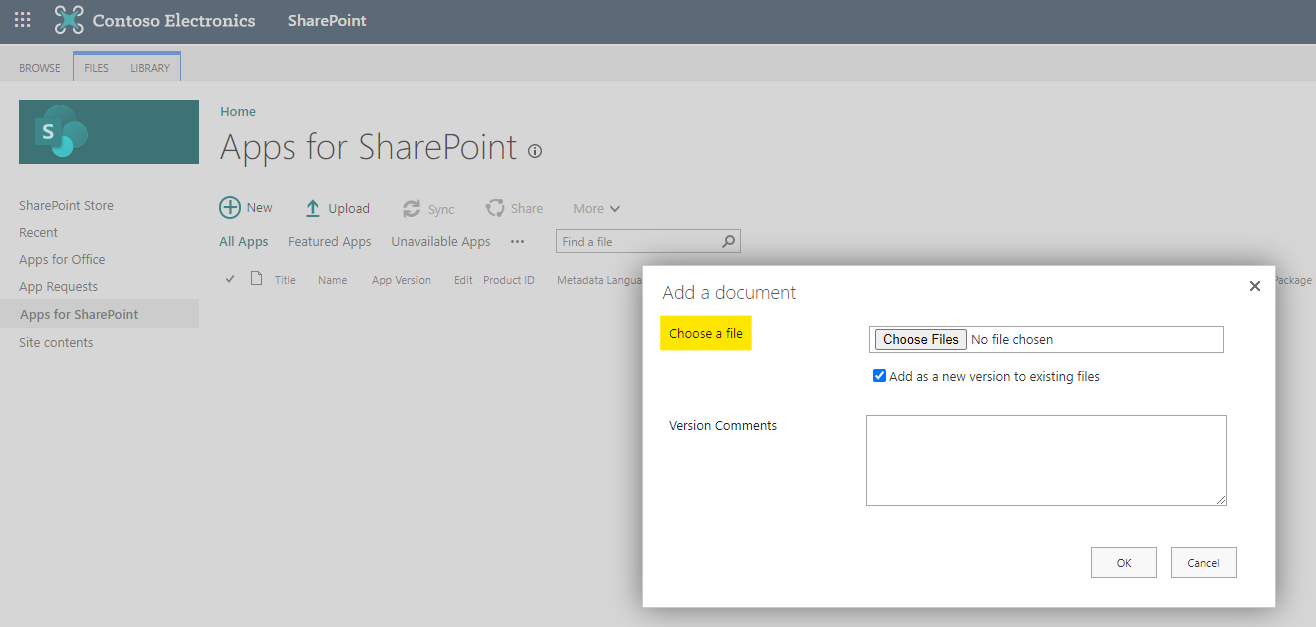 Contoso Electronics SharePoint
BROWSE FILES LIBRARY
S
Home
Apps for SharePoint
SharePoint Store
Recent
Apps for Office
App Requests
Apps for SharePoint
Site contents
New Upload Sync Share More
All Apps Featured Apps Unavailable Apps ... Find a file
Title Name App Version Edit Product ID Metadata Langua Package
Add a document
Choose a file
Choose Files No file chosen
Add as a new version to existing files
Version Comments
OK Cancel